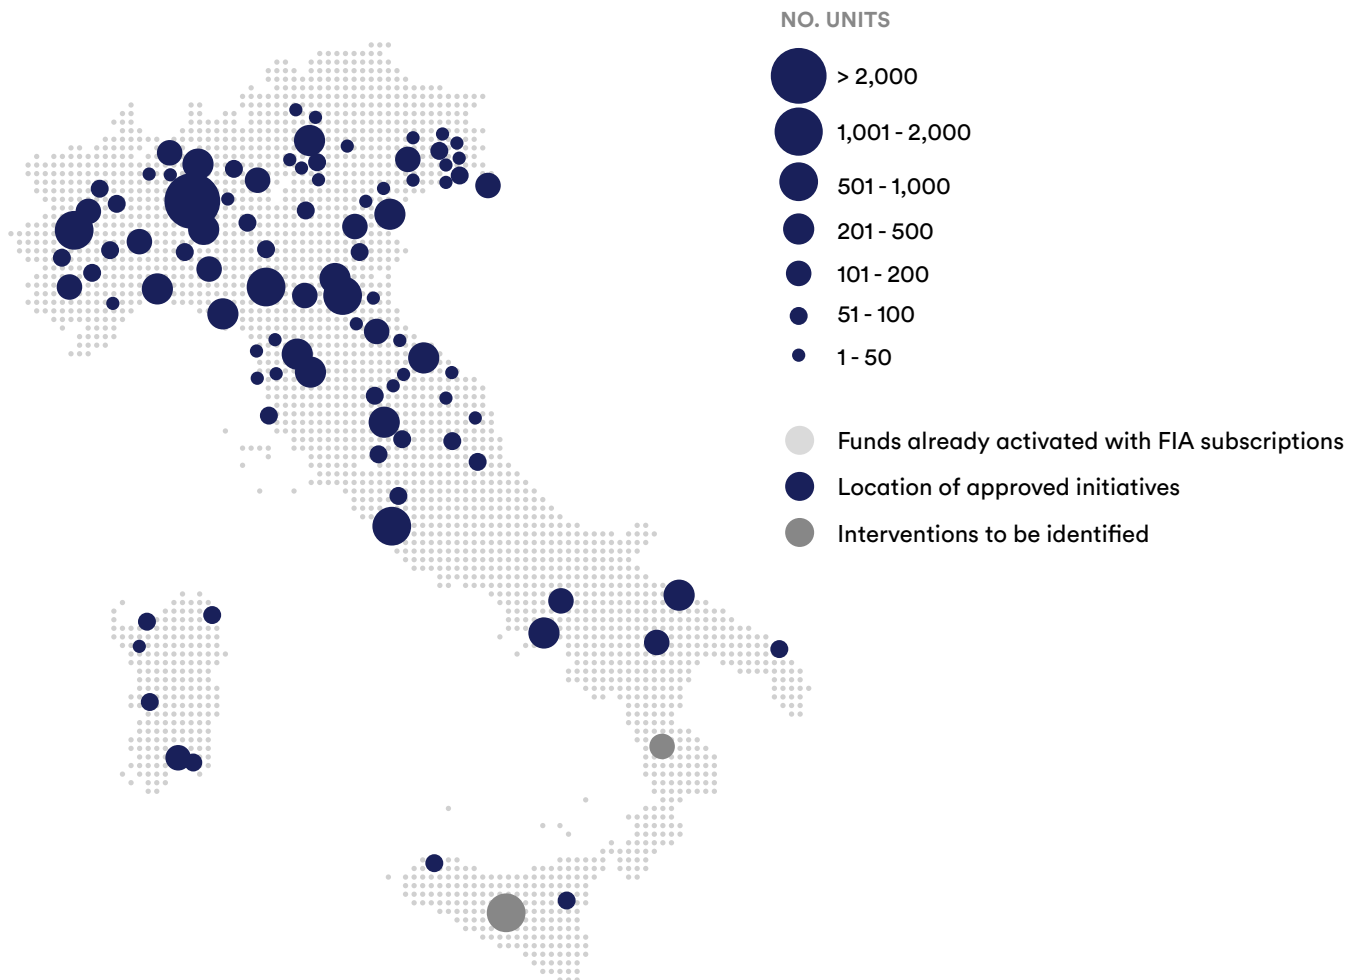 NO. UNITS
> 2,000
1,001 - 2,000
501 - 1,000
201 - 500
101 - 200
51 - 100
1 - 50
Funds already activated with FIA subscriptions
Location of approved initiatives
Interventions to be identified